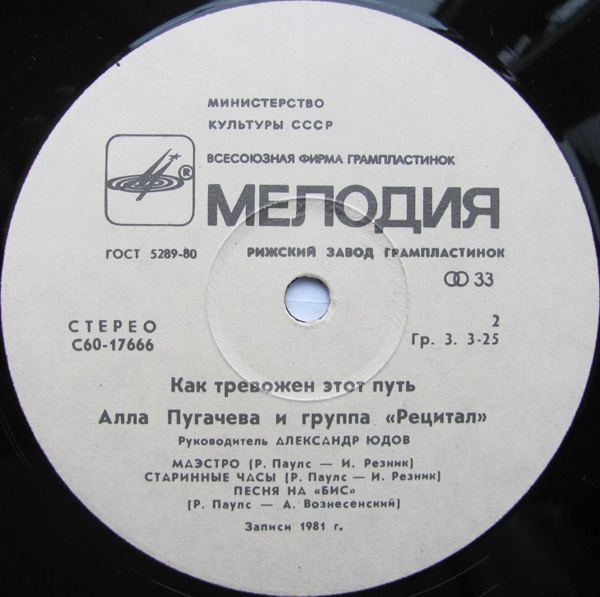 МИНИСТЕРСТВО
КУЛЬТУРЫ СССР
ВСЕСОЮЗНАЯ ФИРМА ГРАМПЛАСТИНОК
®
МЕЛОДИЯ
ГОСТ 5289-80
РИЖСКИЙ ЗАВОД ГРАМПЛАСТИНОК
33
СТЕРЕО
2
С60-17666
Гр. 3. 3-25
Как тревожен этот путь
Алла Пугачева и группа «Рецитал»
Руководитель АЛЕКСАНДР ЮДОВ
МАЭСТРО (Р. Паулс — И. Резник)
СТАРИННЫЕ ЧАСЫ (Р. Паулс — И. Резник)
ПЕСНЯ НА «БИС»
(Р. Паулс — А. Вознесенский)
Записи 1981 г.